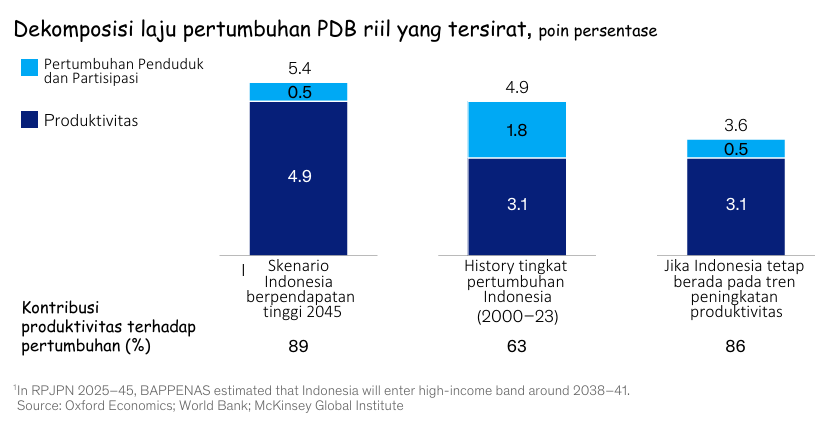 Dekomposisi laju pertumbuhan PDB riil yang tersirat, poin persentase
Pertumbuhan Penduduk
dan Partisipasi
Produktivitas
5.4
0.5
4.9
4.9
1.8
3.1
3.6
0.5
3.1
I Skenario
Indonesia
berpendapatan
tinggi 2045
History tingkat
pertumbuhan
Indonesia
(2000–23)
Jika Indonesia tetap
berada pada tren
peningkatan
produktivitas
Kontribusi
produktivitas terhadap
pertumbuhan (%)
89
63
86
¹In RPJPN 2025–45, BAPPENAS estimated that Indonesia will enter high-income band around 2038–41.
Source: Oxford Economics; World Bank; McKinsey Global Institute